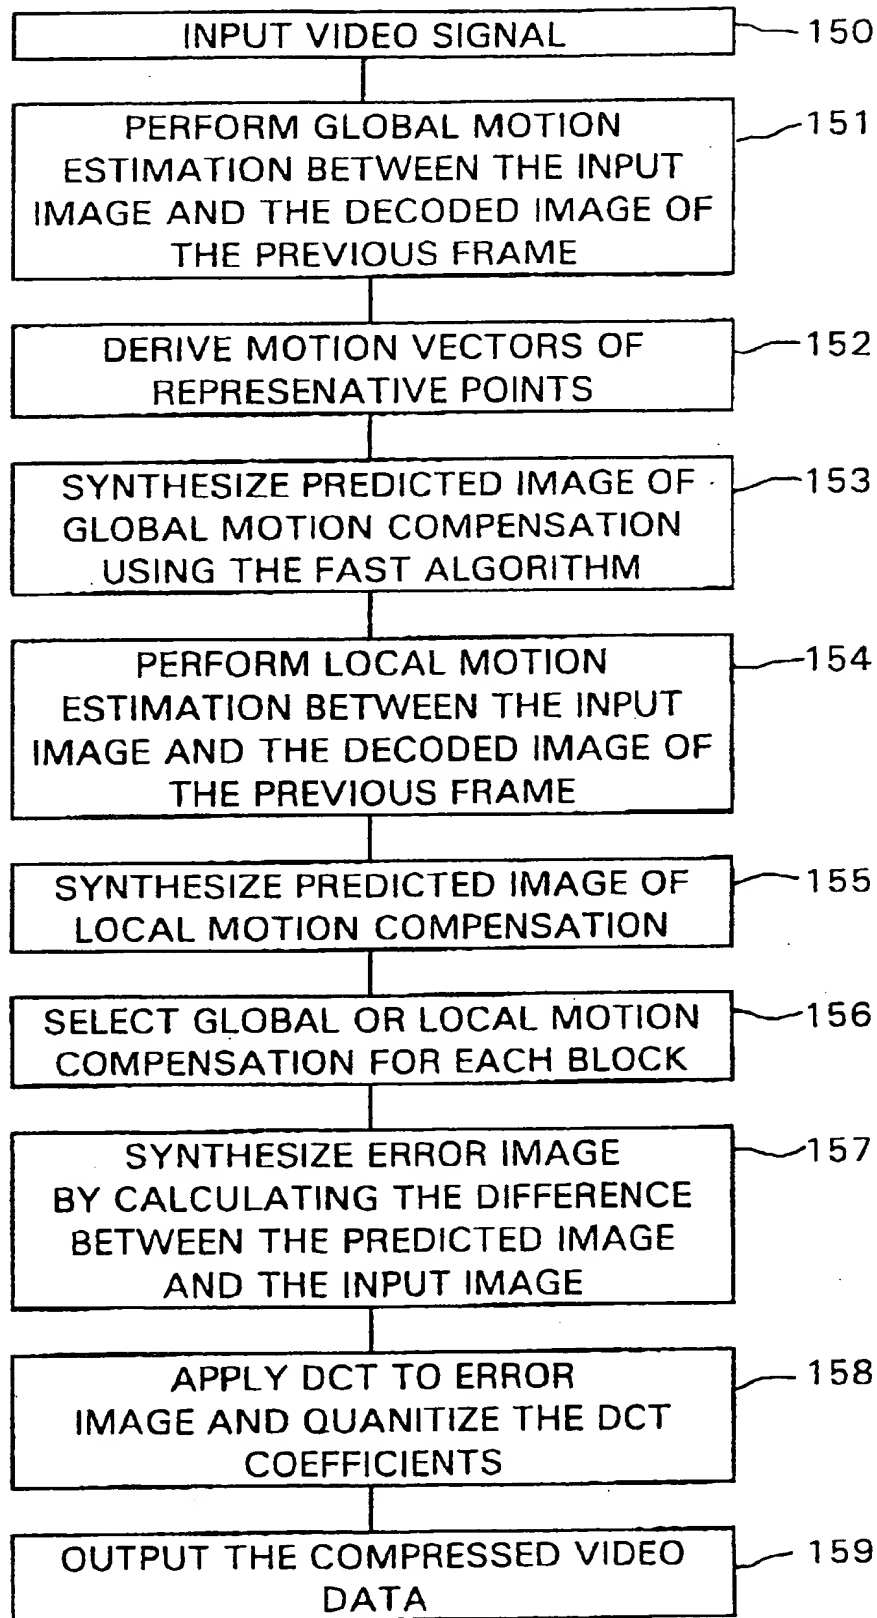 INPUT VIDEO SIGNAL
150
PERFORM GLOBAL MOTION
ESTIMATION BETWEEN THE INPUT
IMAGE AND THE DECODED IMAGE OF
THE PREVIOUS FRAME
151
DERIVE MOTION VECTORS OF
REPRESENATIVE POINTS
152
SYNTHESIZE PREDICTED IMAGE OF
GLOBAL MOTION COMPENSATION
USING THE FAST ALGORITHM
153
PERFORM LOCAL MOTION
ESTIMATION BETWEEN THE INPUT
IMAGE AND THE DECODED IMAGE OF
THE PREVIOUS FRAME
154
SYNTHESIZE PREDICTED IMAGE OF
LOCAL MOTION COMPENSATION
155
SELECT GLOBAL OR LOCAL MOTION
COMPENSATION FOR EACH BLOCK
156
SYNTHESIZE ERROR IMAGE
BY CALCULATING THE DIFFERENCE
BETWEEN THE PREDICTED IMAGE
AND THE INPUT IMAGE
157
APPLY DCT TO ERROR
IMAGE AND QUANITIZE THE DCT
COEFFICIENTS
158
OUTPUT THE COMPRESSED VIDEO
DATA
159